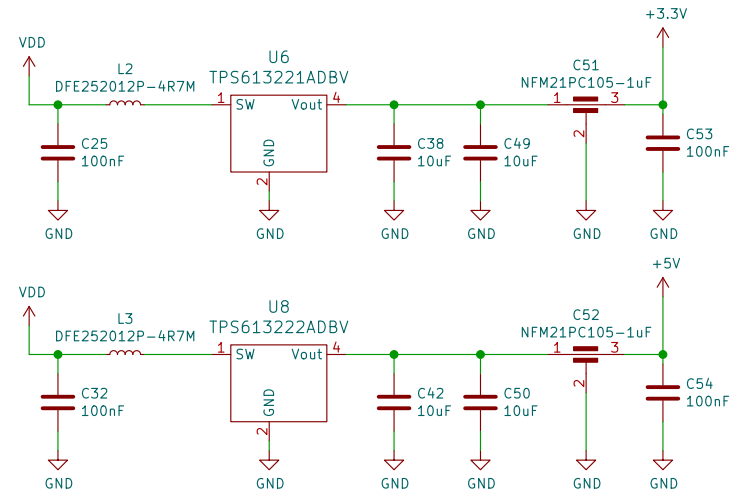 +3.3V
VDD
L2
DFE252012P-4R7M
U6
TPS613221ADBV
C51
NFM21PC105-1uF
1 SW Vout 4
1 3
2
GND
2
C25
100nF
C38
10uF
C49
10uF
C53
100nF
GND GND GND GND GND GND
+5V
VDD
L3
DFE252012P-4R7M
U8
TPS613222ADBV
C52
NFM21PC105-1uF
1 SW Vout 4
1 3
2
GND
2
C32
100nF
C42
10uF
C50
10uF
C54
100nF
GND GND GND GND GND GND